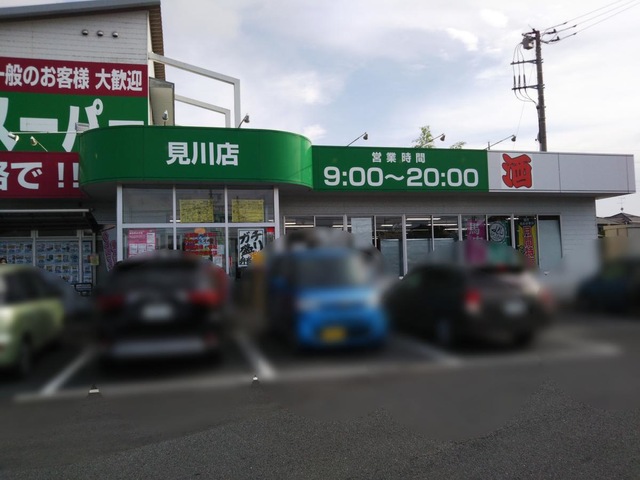 一般のお客様 大歓迎
スーパー
格で!!
見川店
営業時間
9:00～20:00
酒